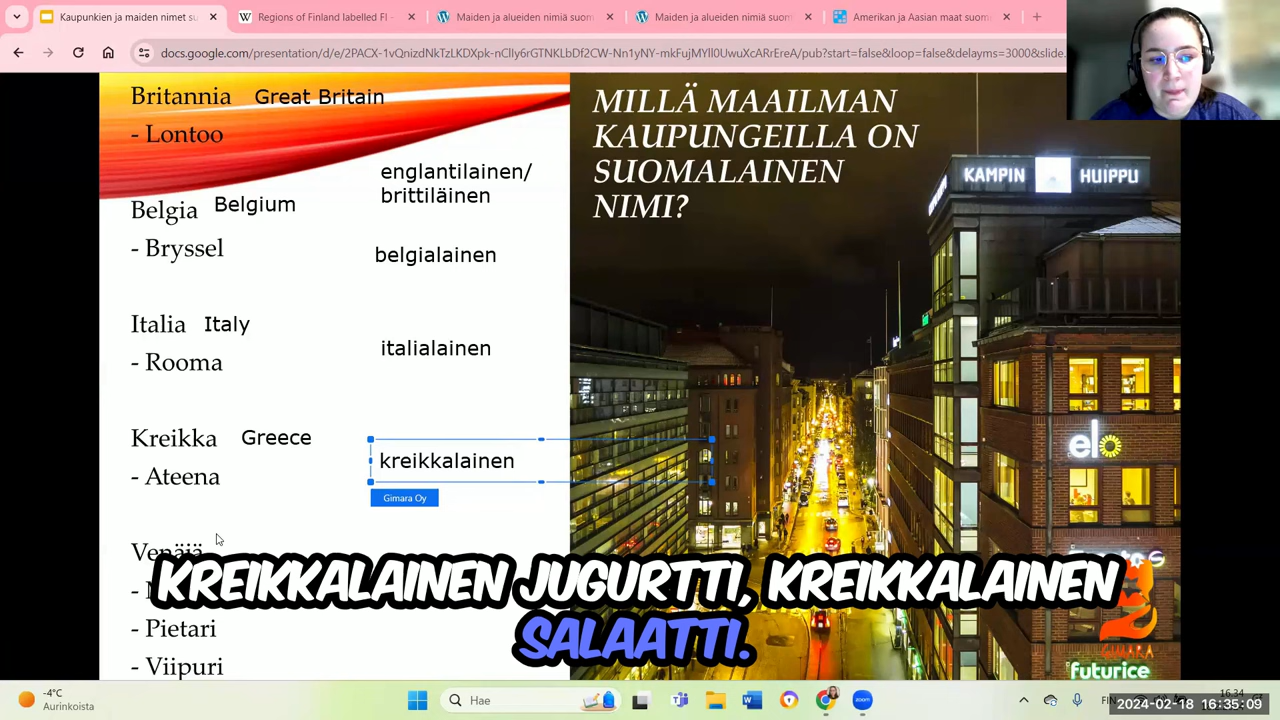 Kaupunkien ja maiden nimet su
Regions of Finland labelled FI -
Maiden ja alueiden nimiä suom
Maiden ja alueiden nimiä suom
Amerikan ja Aasian maat suom
docs.google.com/presentation/d/e/2PACX-1vQnizdNkTzLKDXpk-nClly6rGTNKLbDf2CW-Nn1yNY-mkFujMYll0UwuXcARrEreA/pub?start=false&loop=false&delayms=3000&slide
Britannia Great Britain
- Lontoo
englantilainen/
brittiläinen
Belgia Belgium
- Bryssel
belgialainen
Italia Italy
- Rooma
italialainen
Kreikka Greece
- Ateena
kreikkalainen
Gimara Oy
Venäjä
- Pietari
- Viipuri
MILLÄ MAAILMAN
KAUPUNGEILLA ON
SUOMALAINEN
NIMI?
KAMPIN HUIPPU
elo
futurice
KREIKKALAINEN JUGURTTI, KREIKKALAINEN
SALAATTI.
-4°C
Aurinkoista
Hae
FIN
16.34
2024-02-18 16:35:09